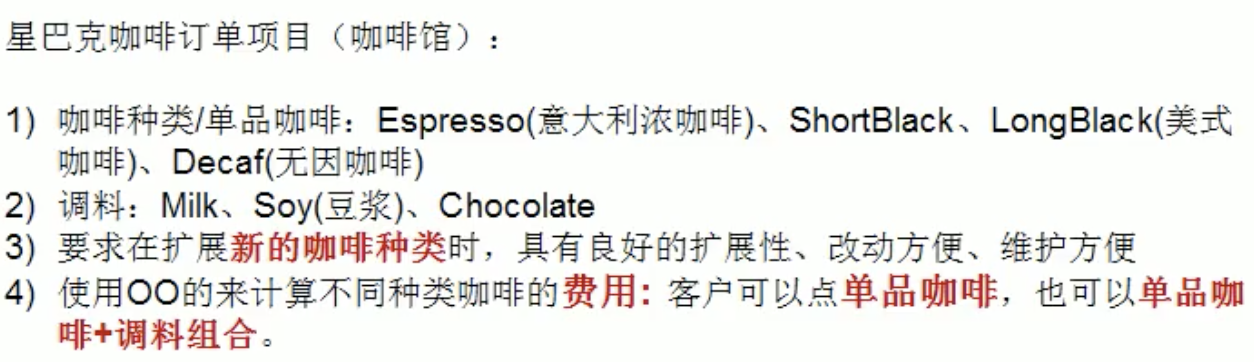 星巴克咖啡订单项目（咖啡馆）：
1) 咖啡种类/单品咖啡：Espresso(意大利浓咖啡)、ShortBlack、LongBlack(美式
咖啡)、Decaf(无因咖啡)
2) 调料：Milk、Soy(豆浆)、Chocolate
3) 要求在扩展新的咖啡种类时，具有良好的扩展性、改动方便、维护方便
4) 使用OO的来计算不同种类咖啡的费用: 客户可以点单品咖啡，也可以单品咖
啡+调料组合。